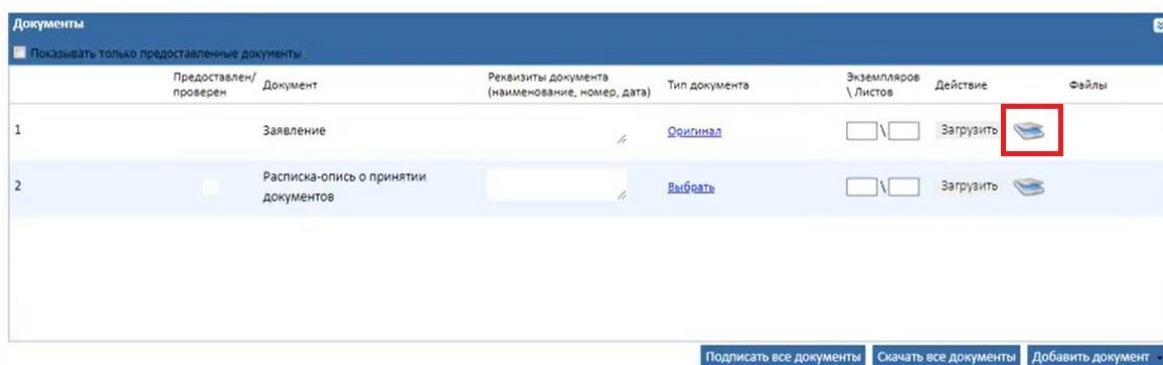 Документы
Показывать только предоставленные документы
Предоставлен/ проверен
Документ
Реквизиты документа (наименование, номер, дата)
Тип документа
Экземпляров \ Листов
Действие
Файлы
1
Заявление
Оригинал
\
Загрузить
2
Расписка-опись о принятии
документов
Выбрать
\
Загрузить
Подписать все документы
Скачать все документы
Добавить документ